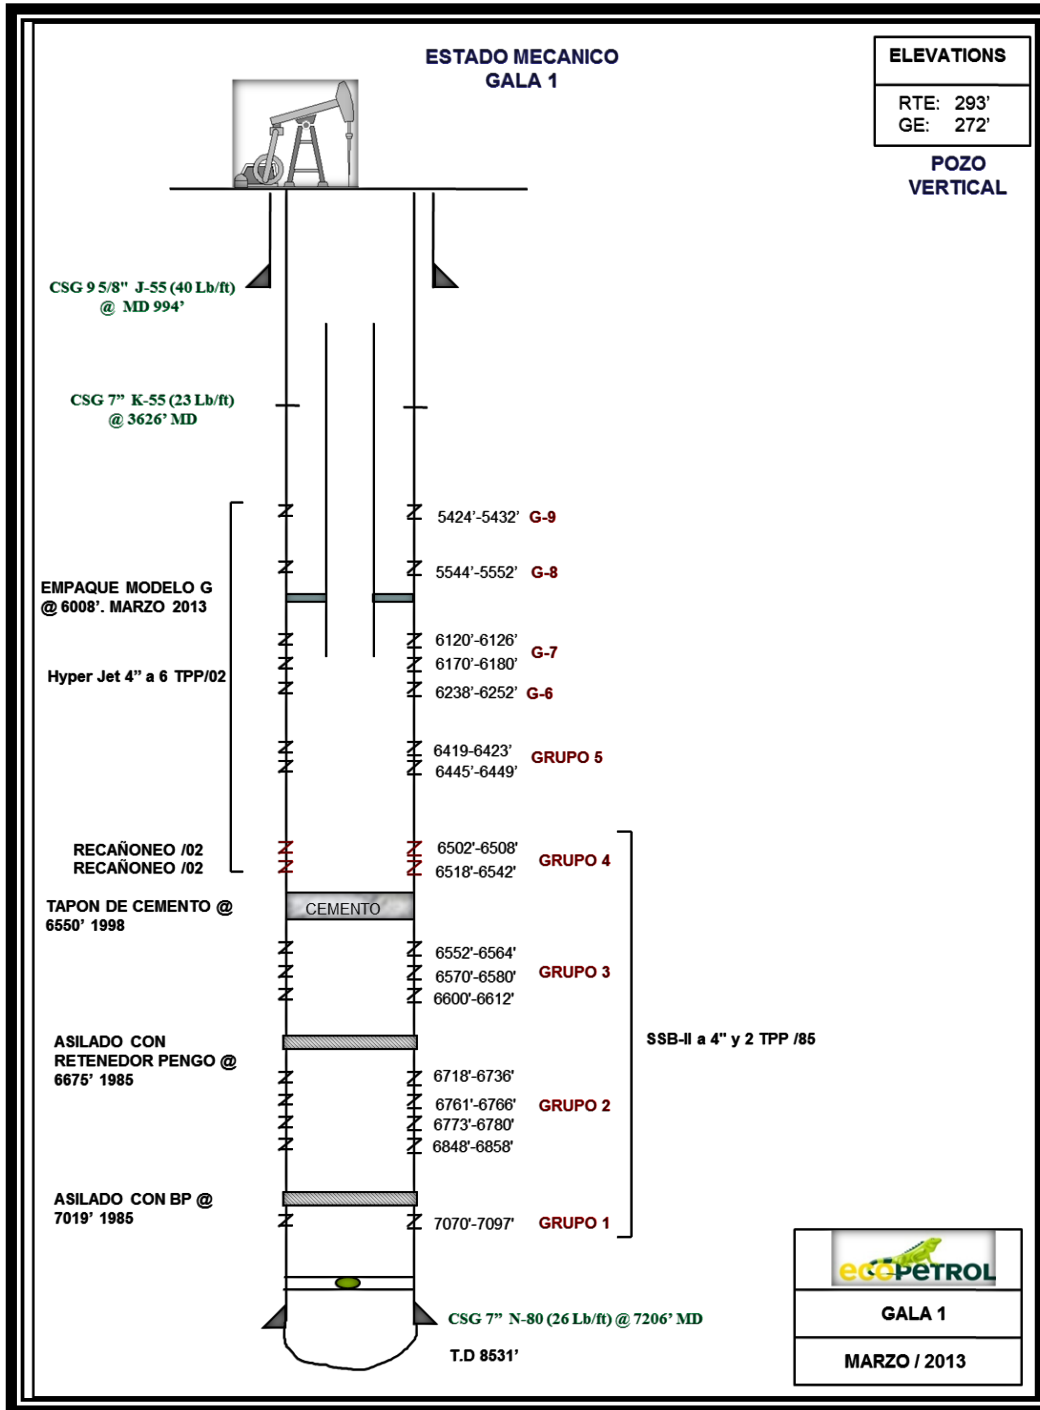 ESTADO MECANICO
GALA 1
ELEVATIONS
RTE: 293'
GE: 272'
POZO
VERTICAL
CSG 9 5/8" J-55 (40 Lb/ft)
@ MD 994'
CSG 7” K-55 (23 Lb/ft)
@ 3626’ MD
5424’-5432’ G-9
5544’-5552’ G-8
EMPAQUE MODELO G
@ 6008’. MARZO 2013
6120’-6126’
G-7
6170’-6180’
Hyper Jet 4” a 6 TPP/02
6238’-6252’ G-6
6419-6423’
GRUPO 5
6445’-6449’
RECAÑONEO /02
RECAÑONEO /02
6502’-6508’
GRUPO 4
6518’-6542’
TAPON DE CEMENTO @
6550’ 1998
CEMENTO
6552'-6564'
6570'-6580'
GRUPO 3
6600'-6612'
ASILADO CON
RETENEDOR PENGO @
6675’ 1985
SSB-II a 4" y 2 TPP /85
6718'-6736'
6761'-6766'
GRUPO 2
6773'-6780'
6848'-6858'
ASILADO CON BP @
7019’ 1985
7070'-7097'
GRUPO 1
CSG 7” N-80 (26 Lb/ft) @ 7206’ MD
T.D 8531’
ecoPETROL
GALA 1
MARZO / 2013